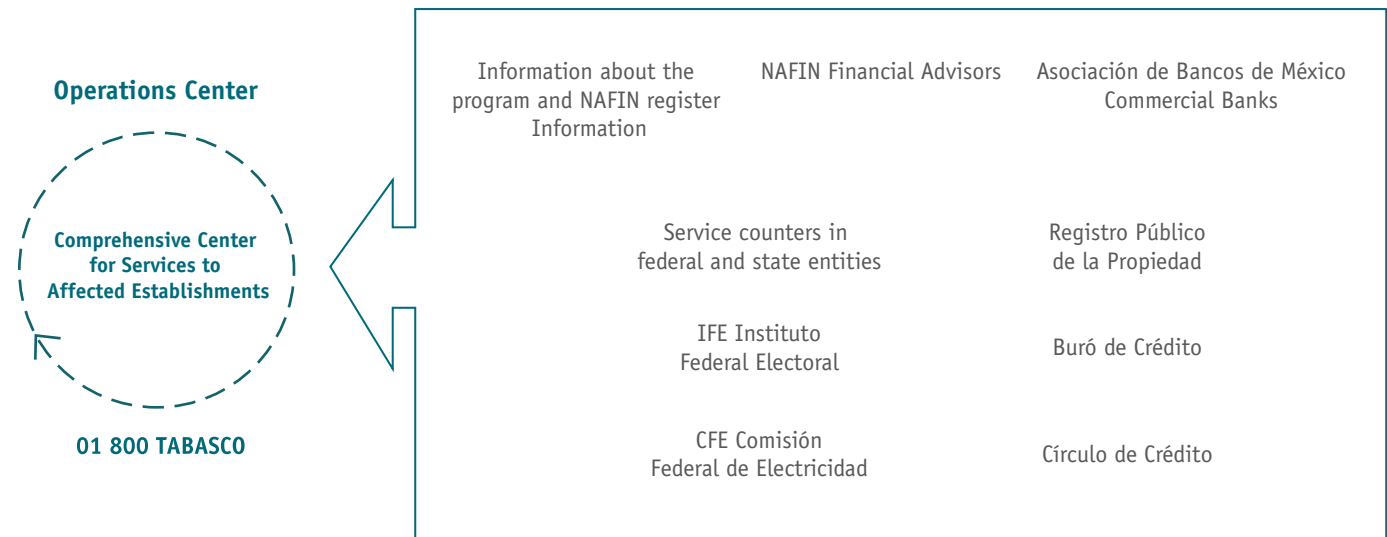 Operations Center
Comprehensive Center
for Services to
Affected Establishments
01 800 TABASCO
Information about the
program and NAFIN register
Information
NAFIN Financial Advisors
Asociación de Bancos de México
Commercial Banks
Service counters in
federal and state entities
Registro Público
de la Propiedad
IFE Instituto
Federal Electoral
Buró de Crédito
CFE Comisión
Federal de Electricidad
Círculo de Crédito